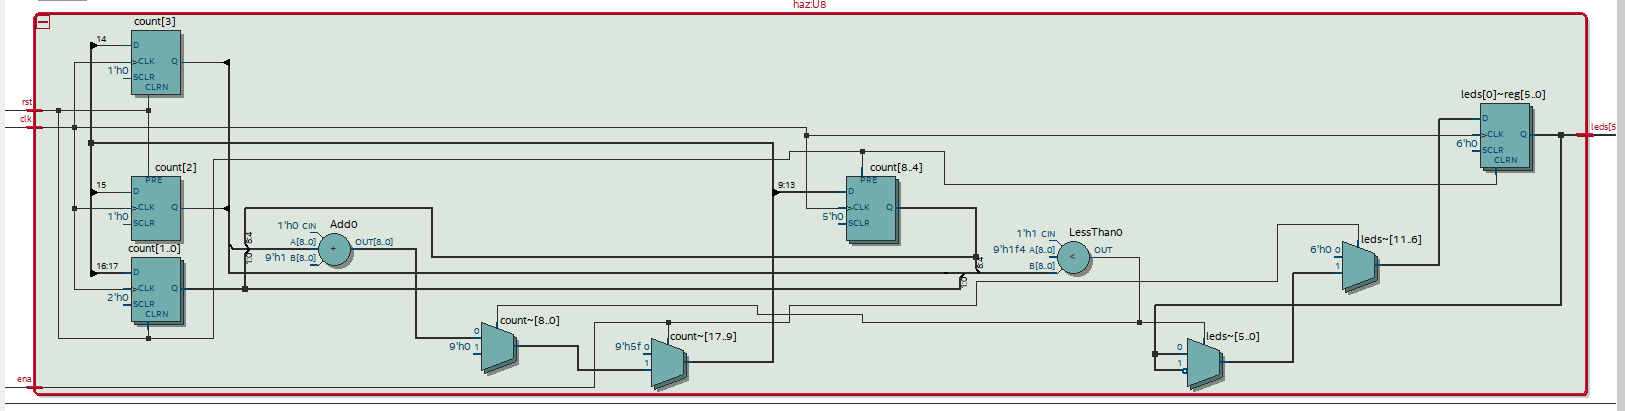 haz:U8
count[3]
14
D
CLK
Q
1'h0
SCLR
CLRN
rst
clk
leds[0]~reg[5..0]
D
CLK
Q
6'h0
SCLR
CLRN
leds[5
count[2]
PRE
15
D
CLK
Q
1'h0
SCLR
count[8..4]
PRE
9:13
D
CLK
Q
5'h0
SCLR
Add0
1'h0 CIN
A[8..0]
9'h1 B[8..0]
+
OUT[8..0]
8:4
1:0
LessThan0
1'h1 CIN
9'h1f4 A[8..0]
B[8..0]
<
OUT
8:4
1:0
leds~[11..6]
6'h0 0
1
count[1..0]
16:17
D
CLK
Q
2'h0
SCLR
CLRN
count~[8..0]
0
9'h0 1
count~[17..9]
9'h5f 0
1
leds~[5..0]
0
1
ena